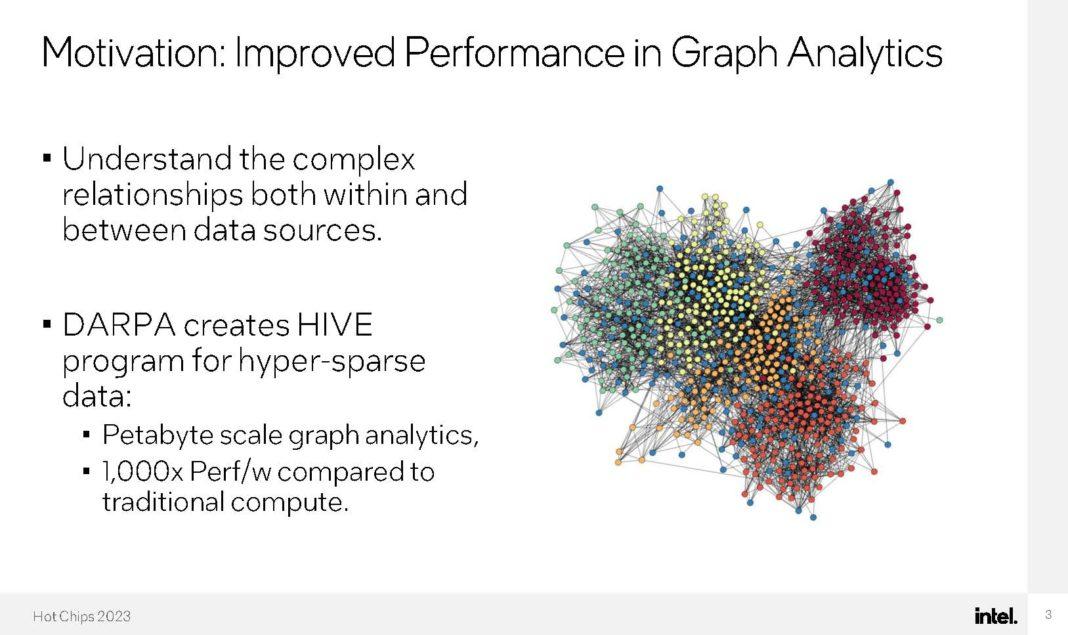 Motivation: Improved Performance in Graph Analytics
▪ Understand the complex
relationships both within and
between data sources.
▪ DARPA creates HIVE
program for hyper-sparse
data:
▪ Petabyte scale graph analytics,
▪ 1,000x Perf/w compared to
traditional compute.
Hot Chips 2023
intel.
3